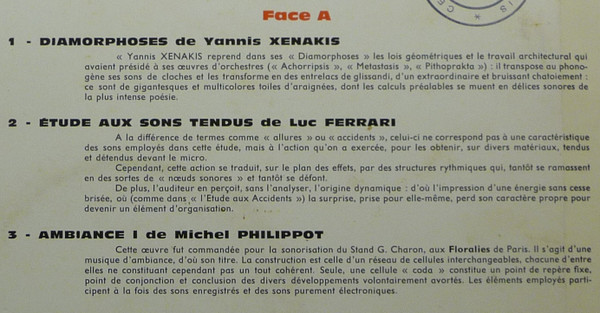 Face A
1 - DIAMORPHOSES de Yannis XENAKIS
« Yannis XENAKIS reprend dans ses « Diamorphoses » les lois géométriques et le travail architectural qui
avaient présidé à ses œuvres d'orchestres (« Achorripsis », « Metastasis », « Pithoprakta ») : il transpose au phono-
gène ses sons de cloches et les transforme en des entrelacs de glissandi, d'un extraordinaire et bruissant chatoiement :
ce sont de gigantesques et multicolores toiles d'araignées, dont les calculs préalables se muent en délices sonores de
la plus intense poésie.
2 - ÉTUDE AUX SONS TENDUS de Luc FERRARI
A la différence de termes comme « allures » ou « accidents », celui-ci ne correspond pas à une caractéristique
des sons employés dans cette étude, mais à l'action qu'on a exercée, pour les obtenir, sur divers matériaux, tendus
et détendus devant le micro.
Cependant, cette action se traduit, sur le plan des effets, par des structures rythmiques qui, tantôt se ramassent
en des sortes de « nœuds sonores » et tantôt se défont.
De plus, l'auditeur en perçoit, sans l'analyser, l'origine dynamique : d'où l'impression d'une énergie sans cesse
brisée, où (comme dans « l'Etude aux Accidents ») la surprise, prise pour elle-même, perd son caractère propre pour
devenir un élément d'organisation.
3 - AMBIANCE I de Michel PHILIPPOT
Cette œuvre fut commandée pour la sonorisation du Stand G. Charon, aux Floralies de Paris. Il s'agit d'une
musique d'ambiance, d'où son titre. La construction est celle d'un réseau de cellules interchangeables, chacune d'entre
elles ne constituant cependant pas un tout cohérent. Seule, une cellule « coda » constitue un point de repère fixe,
point de conjonction et conclusion des divers développements volontairement avortés. Les éléments employés parti-
cipent à la fois des sons enregistrés et des sons purement électroniques.